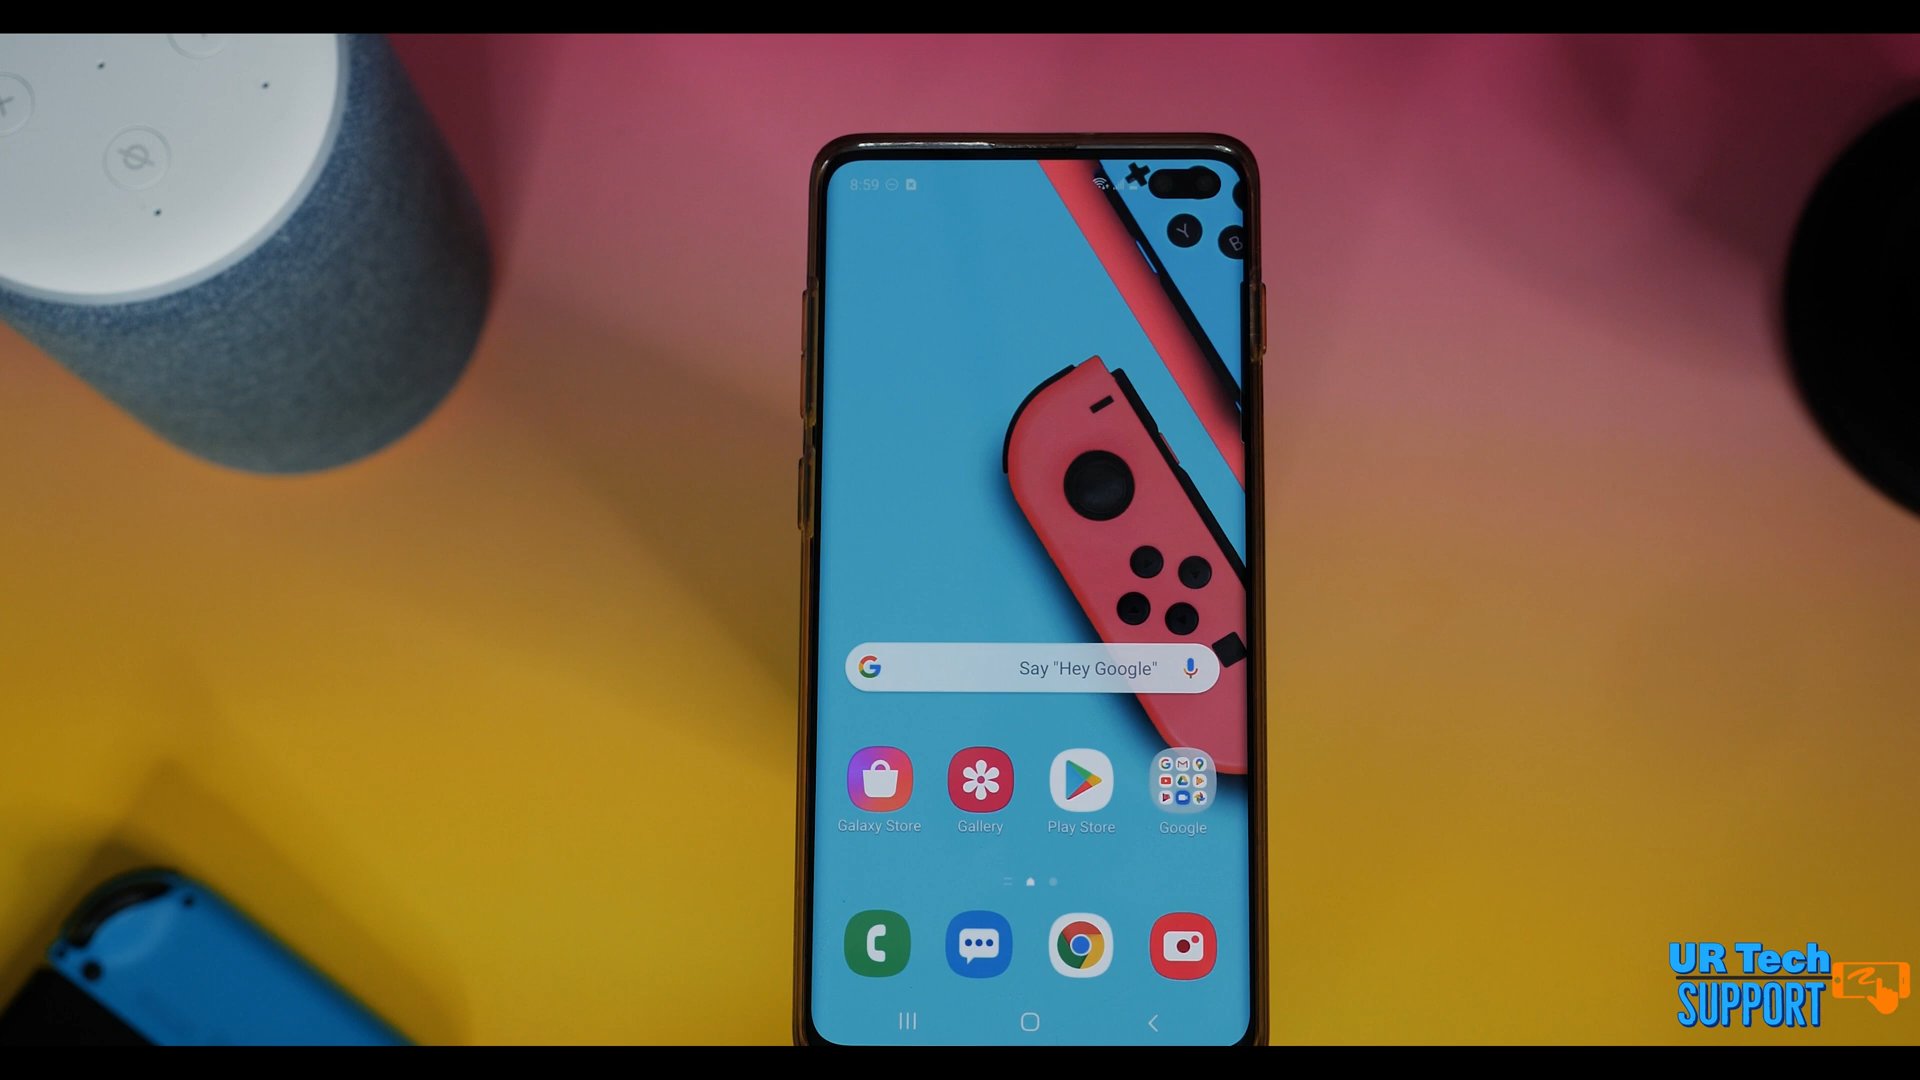 8:59
Y
B
Say "Hey Google"
Galaxy Store
Gallery
Play Store
Google
UR Tech
SUPPORT